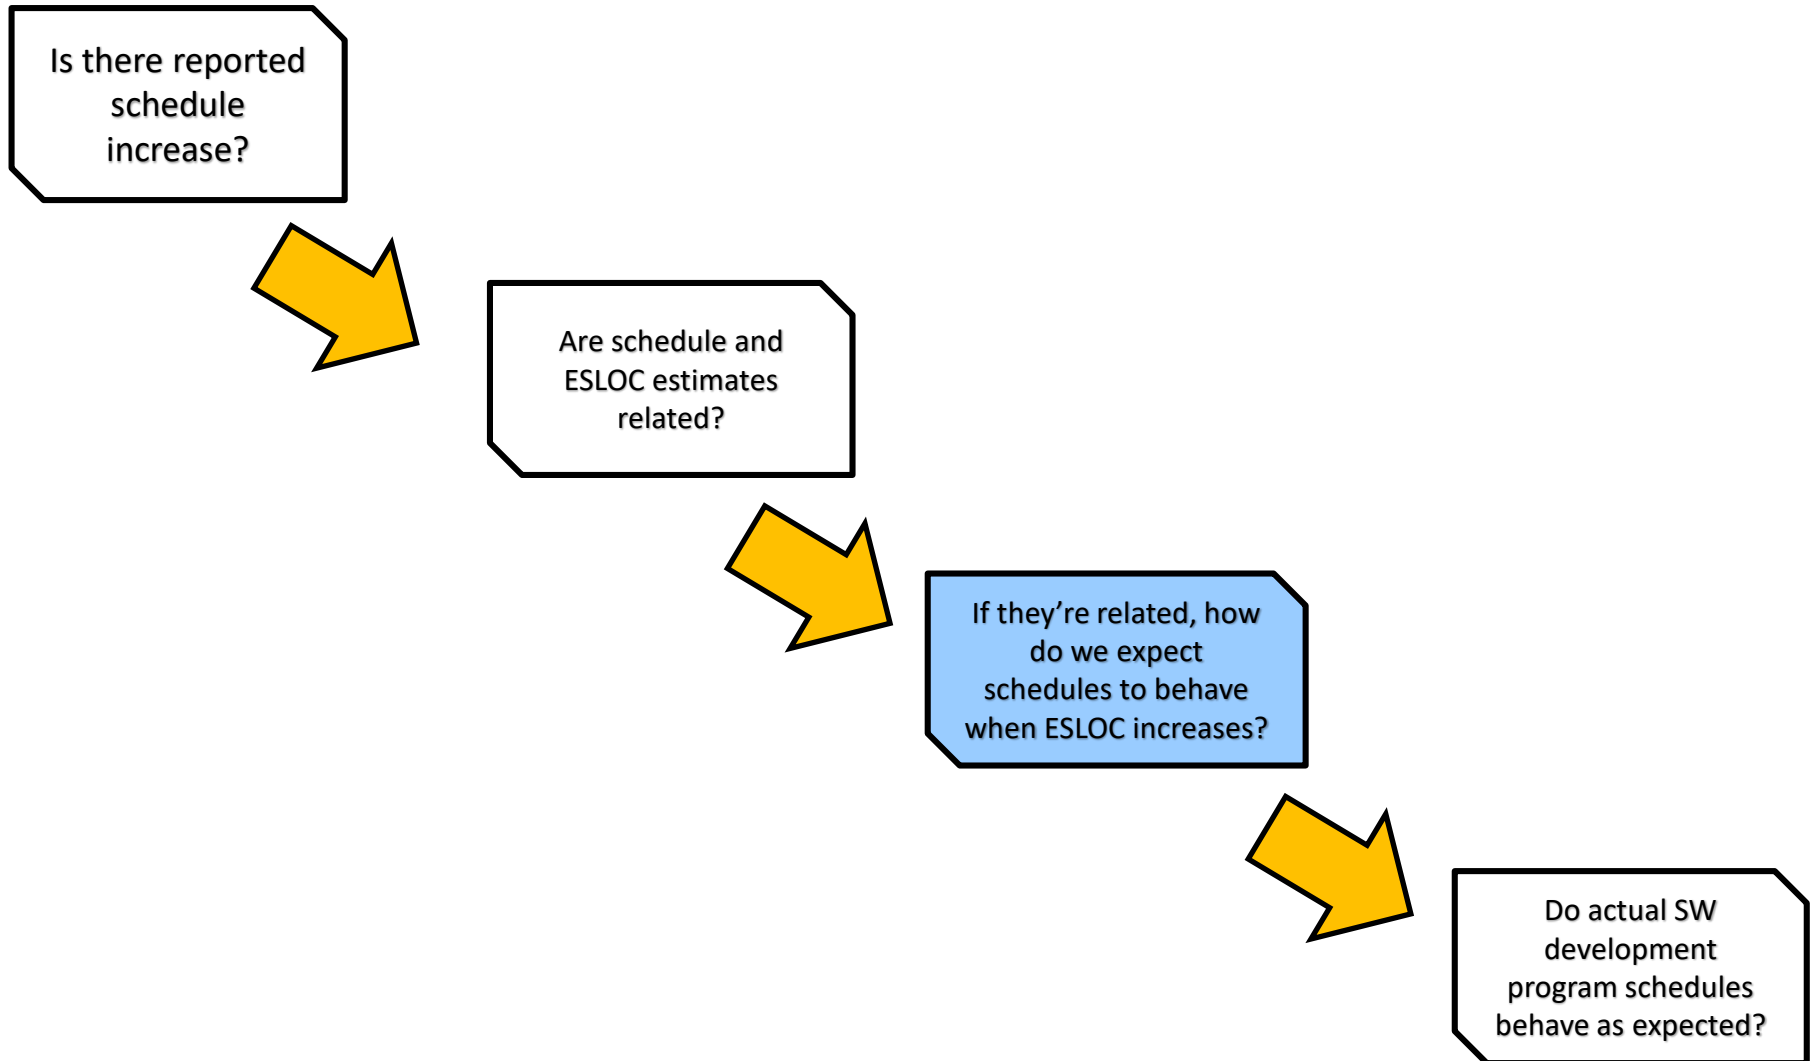 Is there reported
schedule
increase?
Are schedule and
ESLOC estimates
related?
If they’re related, how
do we expect
schedules to behave
when ESLOC increases?
Do actual SW
development
program schedules
behave as expected?